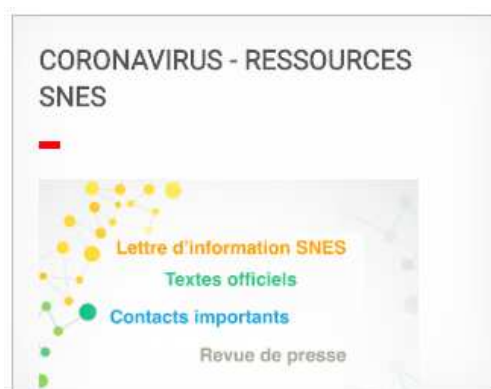 CORONAVIRUS - RESSOURCES
SNES
Lettre d'information SNES
Textes officiels
Contacts importants
Revue de presse